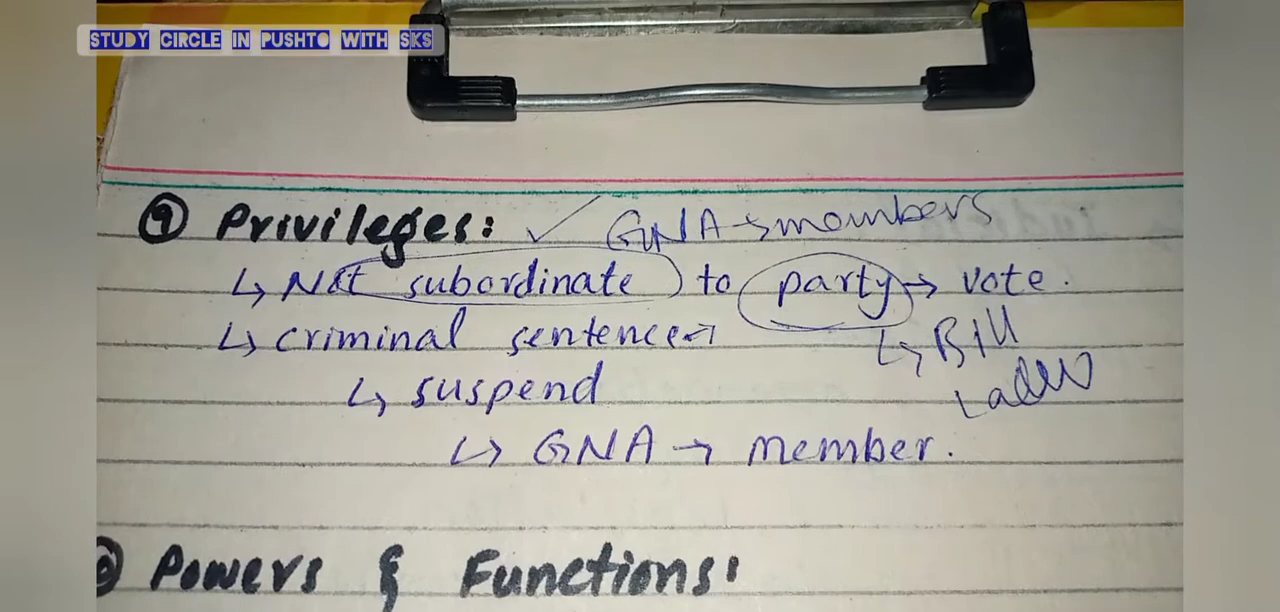 STUDY CIRCLE IN PUSHTO WITH SKS
⑨ Privileges: ✓ GNA → members
↳ Not subordinate to party → vote.
↳ criminal sentence →
↳ Bill
↳ suspend
↳ GNA → member.
Powers & Functions: